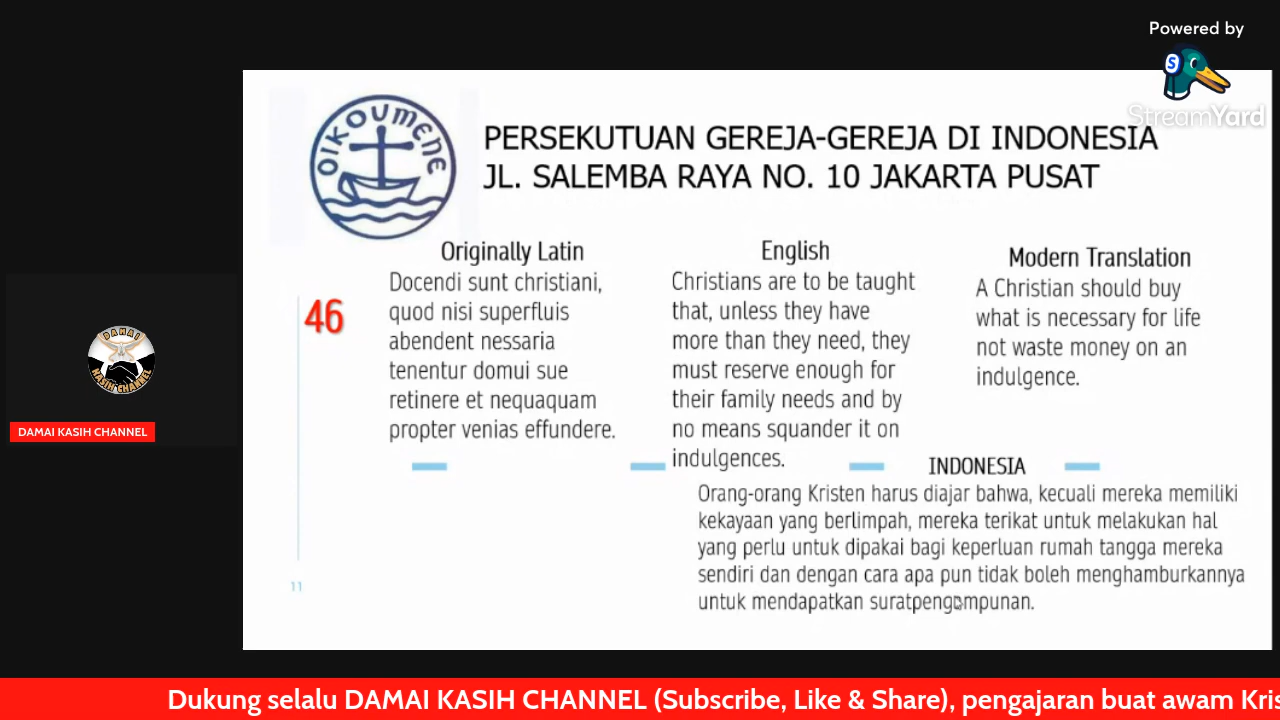 Powered by
StreamYard
OIKOUMENE
PERSEKUTUAN GEREJA-GEREJA DI INDONESIA
JL. SALEMBA RAYA NO. 10 JAKARTA PUSAT
46
Originally Latin
Docendi sunt christiani,
quod nisi superfluis
abendent nessaria
tenentur domui sue
retinere et nequaquam
propter venias effundere.
English
Christians are to be taught
that, unless they have
more than they need, they
must reserve enough for
their family needs and by
no means squander it on
indulgences.
Modern Translation
A Christian should buy
what is necessary for life
not waste money on an
indulgence.
INDONESIA
Orang-orang Kristen harus diajar bahwa, kecuali mereka memiliki
kekayaan yang berlimpah, mereka terikat untuk melakukan hal
yang perlu untuk dipakai bagi keperluan rumah tangga mereka
sendiri dan dengan cara apa pun tidak boleh menghamburkannya
untuk mendapatkan suratpengampunan.
11
DAMAI
KASIH CHANNEL
DAMAI KASIH CHANNEL
Dukung selalu DAMAI KASIH CHANNEL (Subscribe, Like & Share), pengajaran buat awam Kris